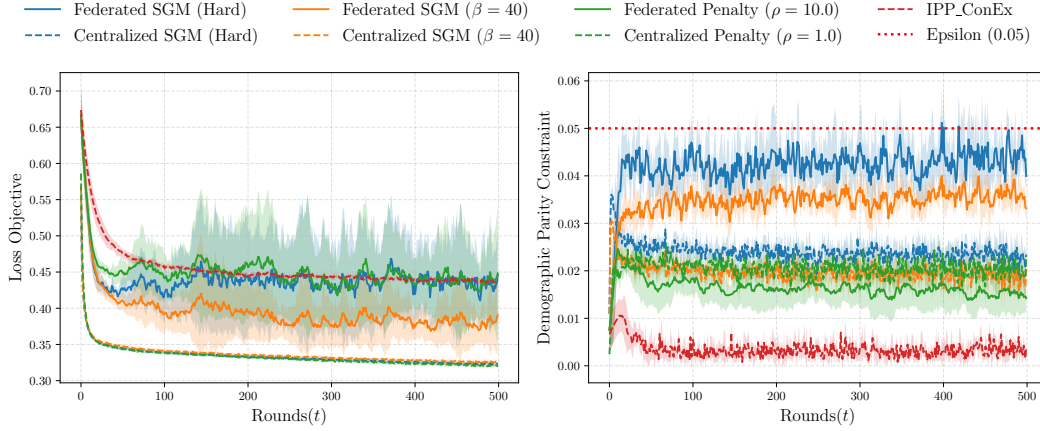 Federated SGM (Hard) Federated SGM (β = 40) Federated Penalty (ρ = 10.0) IPP_ConEx
Centralized SGM (Hard) Centralized SGM (β = 40) Centralized Penalty (ρ = 1.0) Epsilon (0.05)
Loss Objective
0.70
0.65
0.60
0.55
0.50
0.45
0.40
0.35
0.30
0 100 200 300 400 500
Rounds(t)
Demographic Parity Constraint
0.06
0.05
0.04
0.03
0.02
0.01
0.00
0 100 200 300 400 500
Rounds(t)